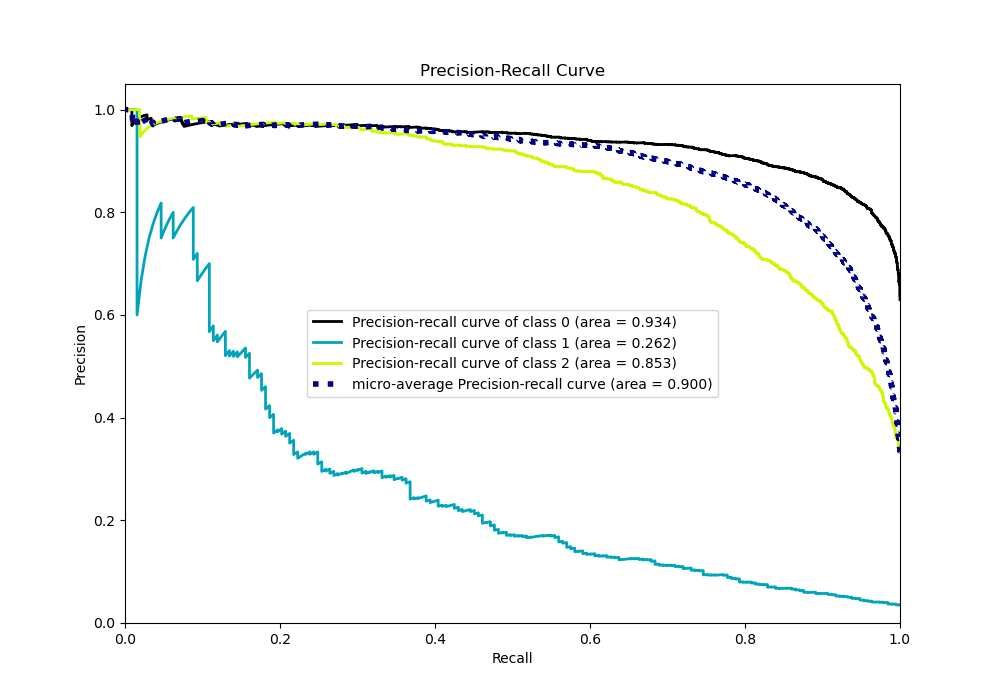 Precision-Recall Curve
1.0
0.8
0.6
0.4
0.2
0.0
Precision
Precision-recall curve of class 0 (area = 0.934)
Precision-recall curve of class 1 (area = 0.262)
Precision-recall curve of class 2 (area = 0.853)
micro-average Precision-recall curve (area = 0.900)
0.0 0.2 0.4 0.6 0.8 1.0
Recall